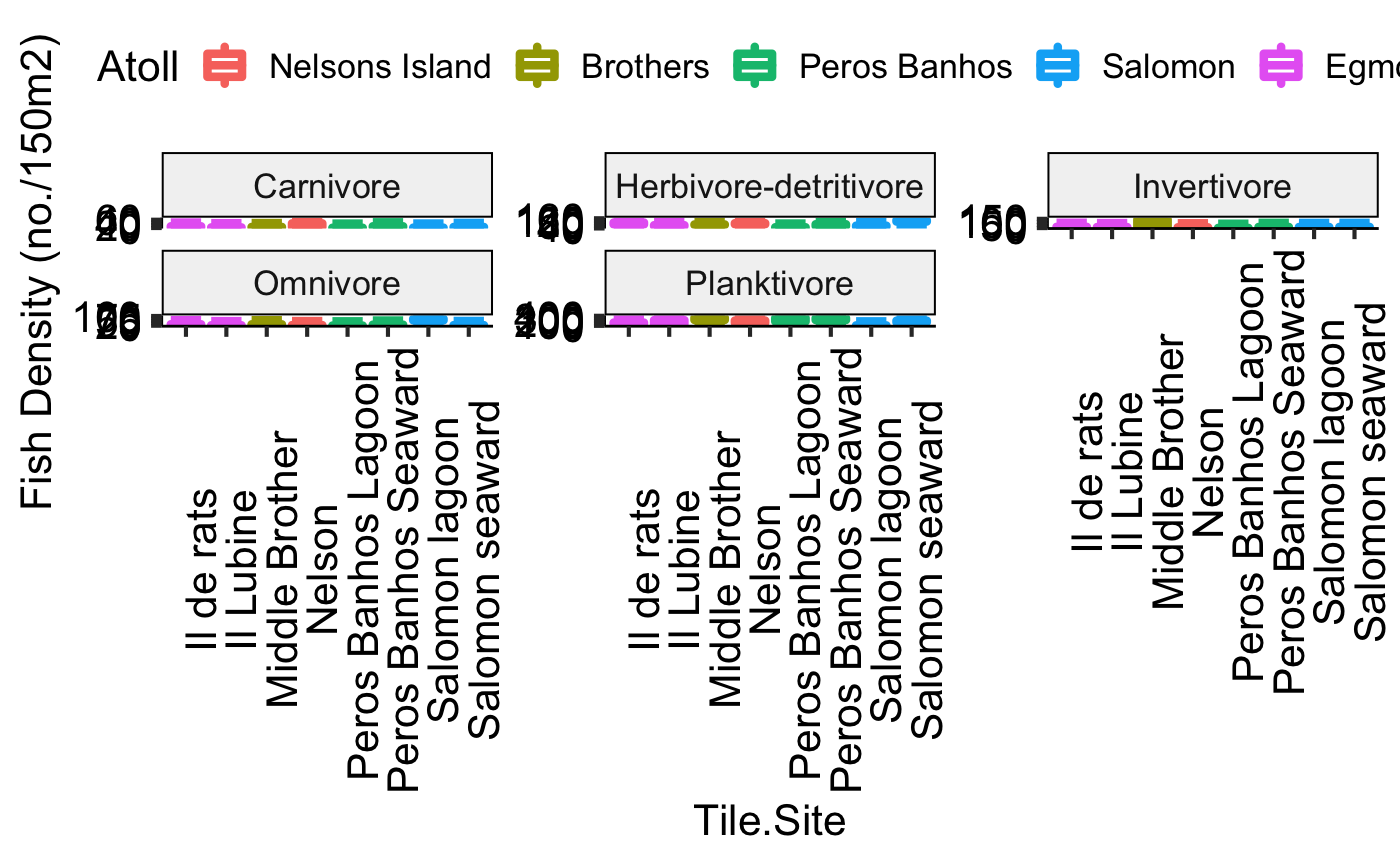 Atoll Nelsons Island Brothers Peros Banhos Salomon
Fish Density (no./150m2)
Carnivore Herbivore-detritivore Invertivore
Omnivore Planktivore
Il de rats
Il Lubine
Middle Brother
Nelson
Peros Banhos Lagoon
Peros Banhos Seaward
Salomon lagoon
Salomon seaward
Il de rats
Il Lubine
Middle Brother
Nelson
Peros Banhos Lagoon
Peros Banhos Seaward
Salomon lagoon
Salomon seaward
Il de rats
Il Lubine
Middle Brother
Nelson
Peros Banhos Lagoon
Peros Banhos Seaward
Salomon lagoon
Salomon seaward
Tile.Site